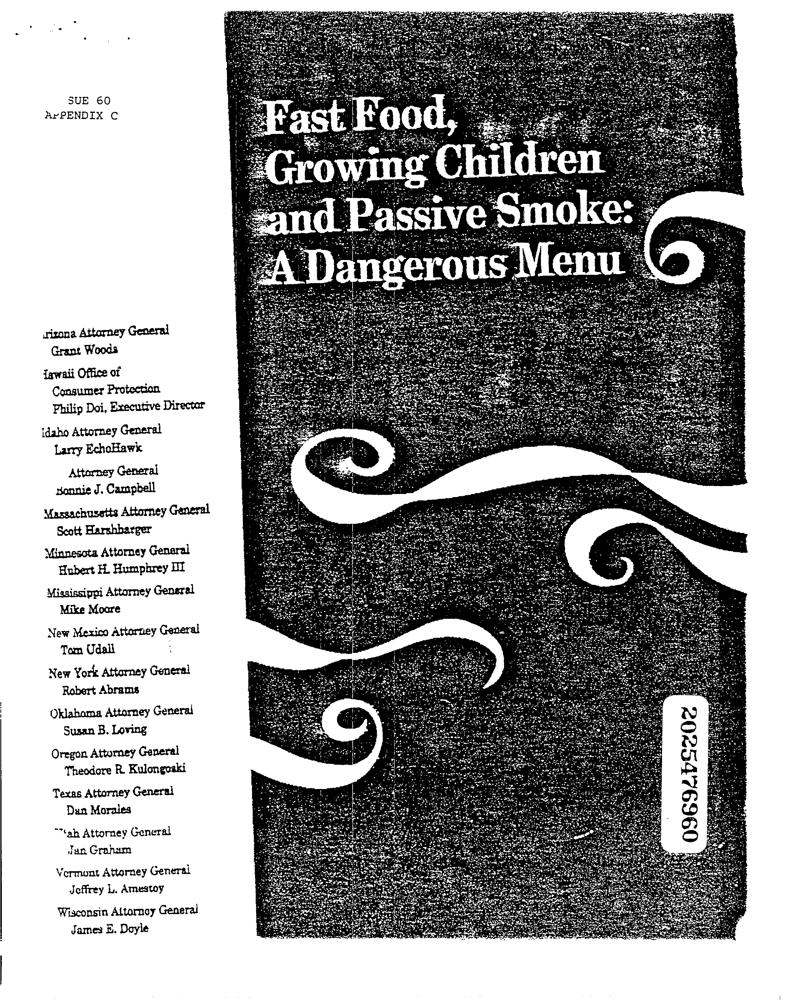 SUE 60
APPENDIX C
Fast Food,
Growing Children
and Passive Smoke:
A Dangerous Menu
rizona Attorney General
Grant Woods
Hawaii Office of
Consumer Protection
Philip Doi, Executive Director
Idaho Attorney General
Larry EchoHawk
Attorney General
Bonnie J. Campbell
Massachusetts Attorney General
Scott Harshbarger
Minnesota Attorney General
Hubert H. Humphrey III
Mississippi Attorney General
Mike Moore
New Mexico Attorney General
Tom Udall
New York Attorney General
Robert Abrams
Oklahoma Attorney General
Susan B. Loving
Oregon Attorney General
Theodore R. Kulongoski
Texas Attorney General
Dan Morales
ah Attorney General
Jan Graham
Vermont Attorney General
Jeffrey L. Amestoy
Wisconsin Attorney General
James E. Doyle
2025476960